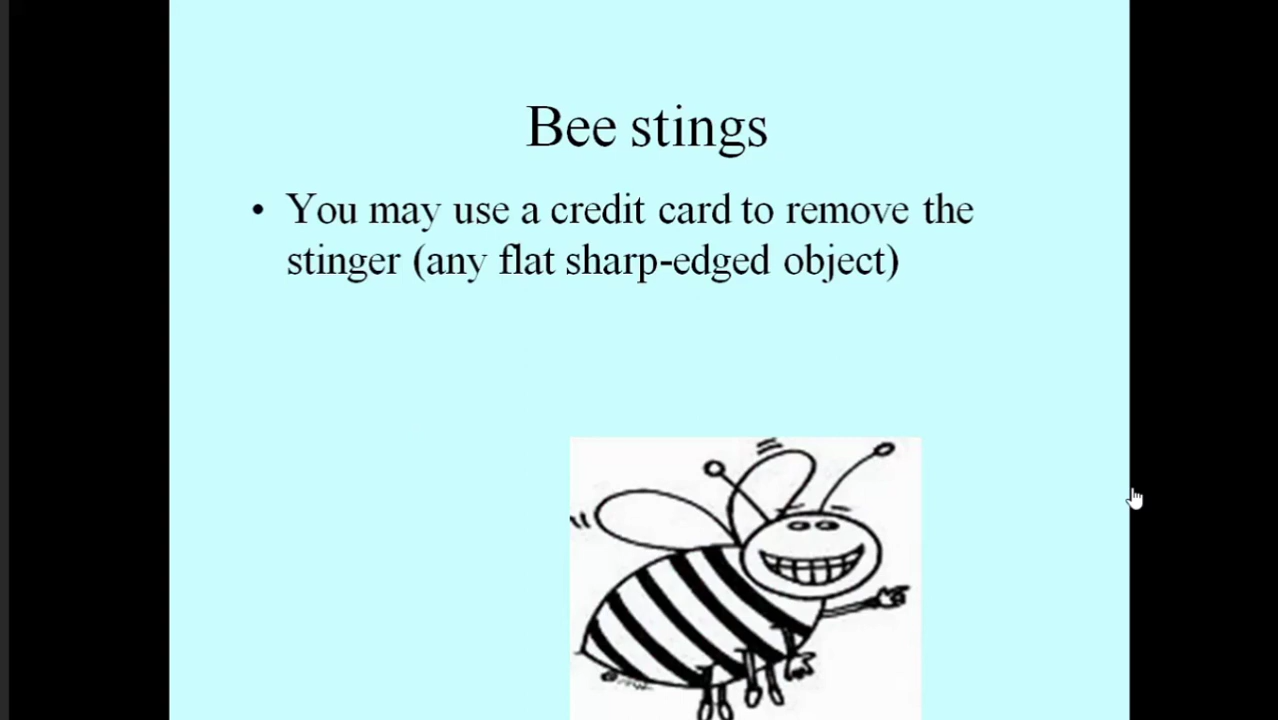 Bee stings
• You may use a credit card to remove the
stinger (any flat sharp-edged object)